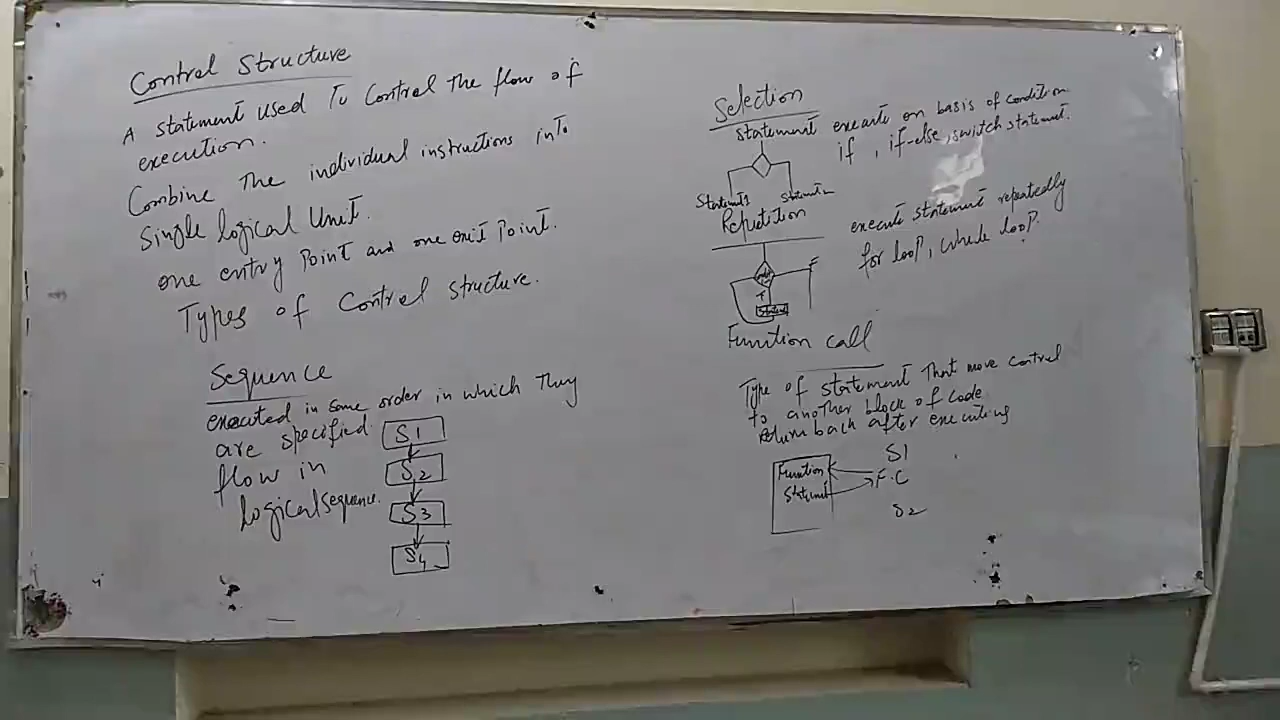 Control Structure
A statement used To Control The flow of
execution.
Combine The individual instructions into
Single logical Unit.
one entry Point and one exit Point.
Types of Control structure.
Sequence
executed in same order in which They
are specified
flow in
logical sequence.
S1
S2
S3
S4
Selection
Statement execute on basis of condition
if, if-else, switch statement.
Statement1 Statement
Repetition
execute statement repeatedly
for loop, while loop.
F
T
Function call
Type of statement That move control
to another block of code
return back after executing
Function
Statement
S1
F.C
S2